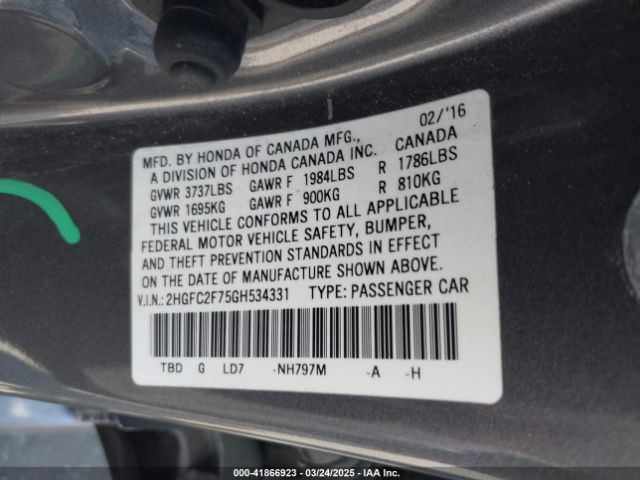 02/'16
MFD. BY HONDA OF CANADA MFG., CANADA
A DIVISION OF HONDA CANADA INC.
GVWR 3737LBS GAWR F 1984LBS R 1786LBS
GVWR 1695KG GAWR F 900KG R 810KG
THIS VEHICLE CONFORMS TO ALL APPLICABLE
FEDERAL MOTOR VEHICLE SAFETY, BUMPER,
AND THEFT PREVENTION STANDARDS IN EFFECT
ON THE DATE OF MANUFACTURE SHOWN ABOVE.
V.I.N.:2HGFC2F75GH534331 TYPE: PASSENGER CAR
TBD G LD7 -NH797M -A -H
000-41866923 - 03/24/2025 - IAA Inc.